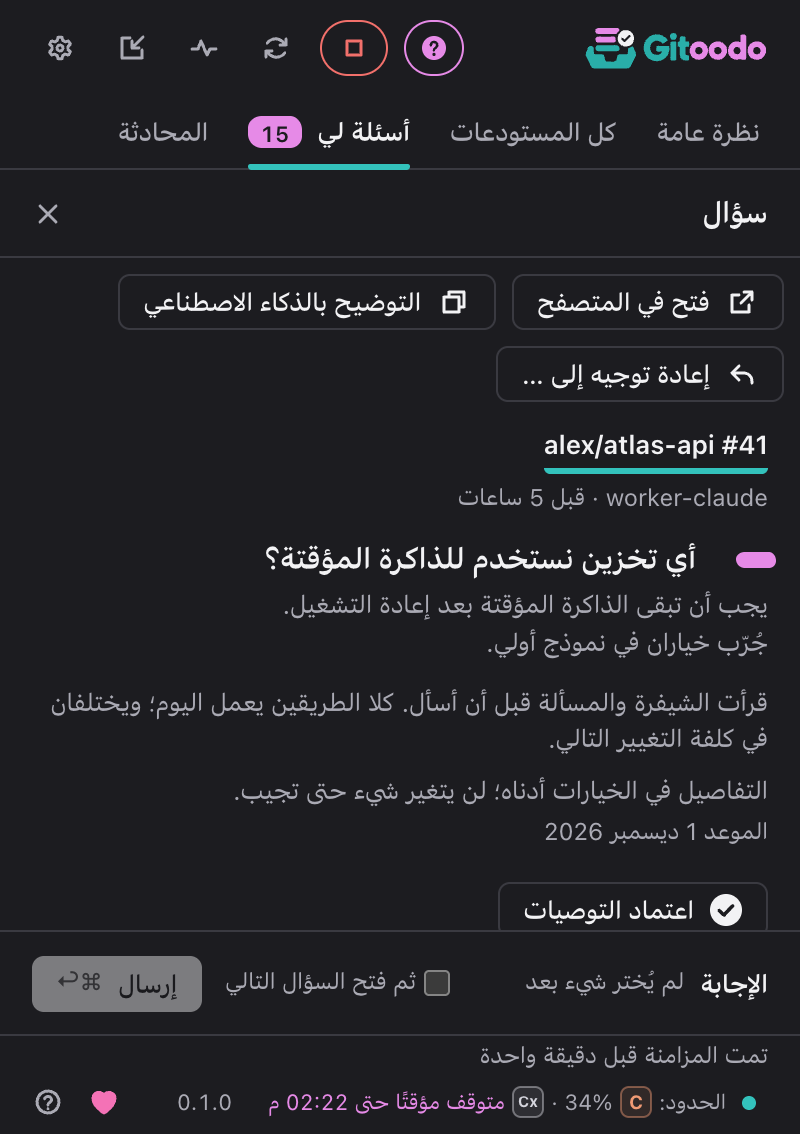 Gitoodo
نظرة عامة
كل المستودعات
أسئلة لي 15
المحادثة
سؤال
فتح في المتصفح
التوضيح بالذكاء الاصطناعي
إعادة توجيه إلى ...
alex/atlas-api #41
worker-claude · قبل 5 ساعات
أي تخزين نستخدم للذاكرة المؤقتة؟
يجب أن تبقى الذاكرة المؤقتة بعد إعادة التشغيل.
جُرّب خياران في نموذج أولي.
قرأت الشيفرة والمسألة قبل أن أسأل. كلا الطريقين يعمل اليوم؛ ويختلفان
في كلفة التغيير التالي.
التفاصيل في الخيارات أدناه؛ لن يتغير شيء حتى تجيب.
الموعد 1 ديسمبر 2026
اعتماد التوصيات
الإجابة لم يُختر شيء بعد
ثم فتح السؤال التالي
إرسال ⌘↩
تمت المزامنة قبل دقيقة واحدة
الحدود: C 34% · Cx متوقف مؤقتًا حتى 02:22 م
0.1.0